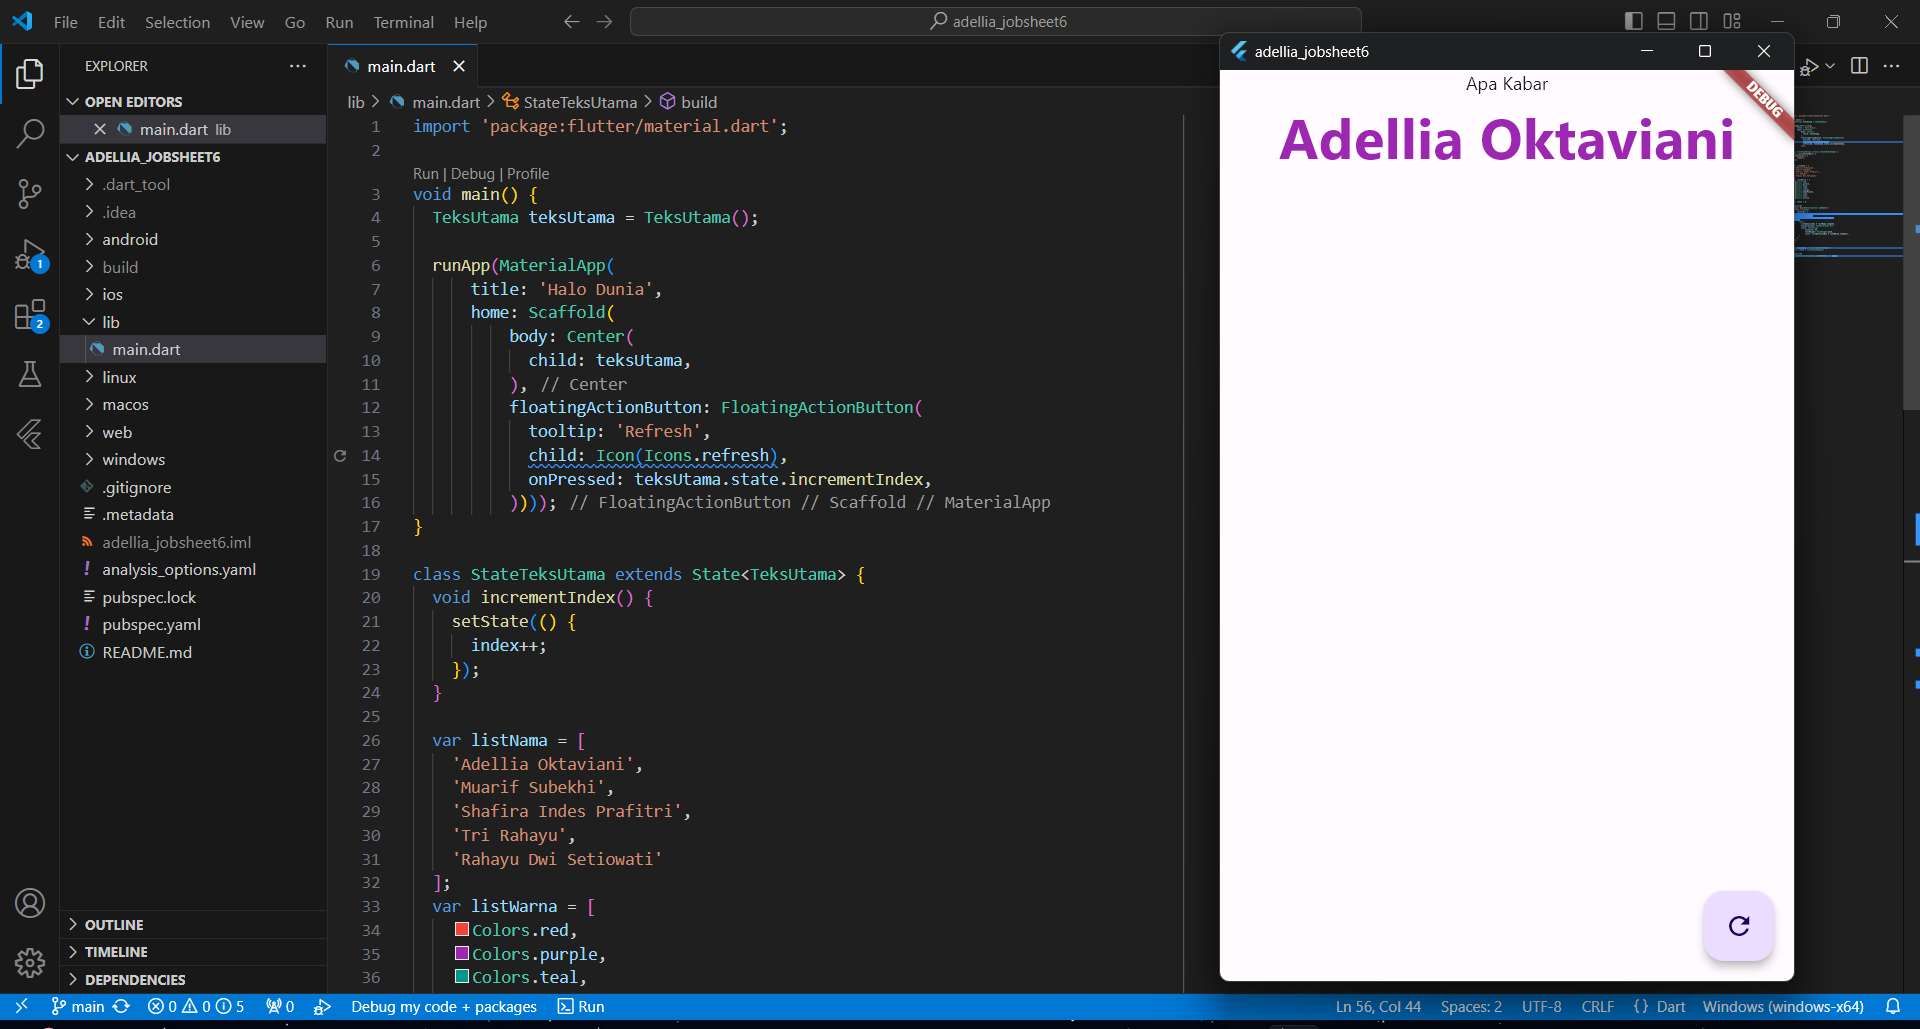 File Edit Selection View Go Run Terminal Help
adellia_jobsheet6
EXPLORER
OPEN EDITORS
main.dart lib
ADELLIA_JOBSHEET6
.dart_tool
.idea
android
build
ios
lib
main.dart
linux
macos
web
windows
.gitignore
.metadata
adellia_jobsheet6.iml
analysis_options.yaml
pubspec.lock
pubspec.yaml
README.md
OUTLINE
TIMELINE
DEPENDENCIES
1
2
main.dart
lib > main.dart > StateTeksUtama > build
1 import 'package:flutter/material.dart';
2
Run | Debug | Profile
3 void main() {
4 TeksUtama teksUtama = TeksUtama();
5
6 runApp(MaterialApp(
7 title: 'Halo Dunia',
8 home: Scaffold(
9 body: Center(
10 child: teksUtama,
11 ), // Center
12 floatingActionButton: FloatingActionButton(
13 tooltip: 'Refresh',
14 child: Icon(Icons.refresh),
15 onPressed: teksUtama.state.incrementIndex,
16 )))); // FloatingActionButton // Scaffold // MaterialApp
17 }
18
19 class StateTeksUtama extends State<TeksUtama> {
20 void incrementIndex() {
21 setState(() {
22 index++;
23 });
24 }
25
26 var listNama = [
27 'Adellia Oktaviani',
28 'Muarif Subekhi',
29 'Shafira Indes Prafitri',
30 'Tri Rahayu',
31 'Rahayu Dwi Setiowati'
32 ];
33 var listWarna = [
34 Colors.red,
35 Colors.purple,
36 Colors.teal,
adellia_jobsheet6
Apa Kabar
Adellia Oktaviani
DEBUG
main 0 0 5 0 Debug my code + packages Run
Ln 56, Col 44 Spaces: 2 UTF-8 CRLF {} Dart Windows (windows-x64)